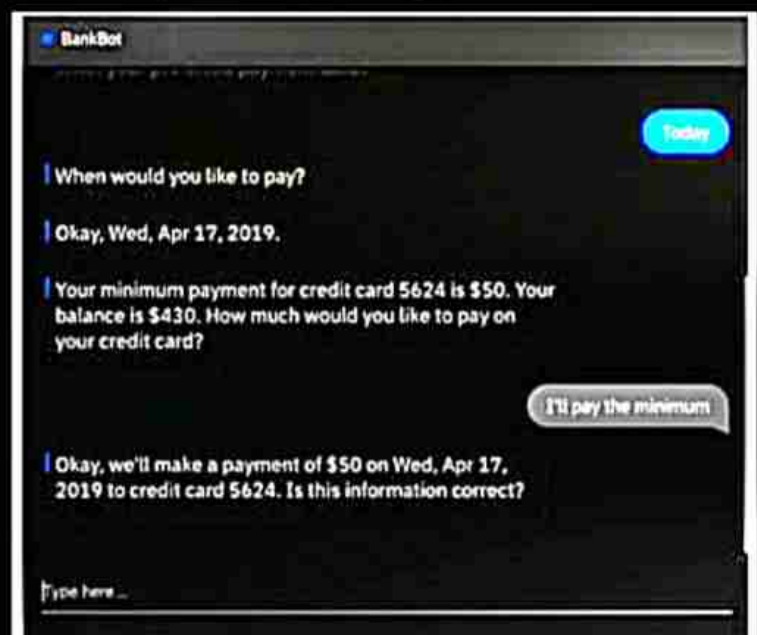 BankBot
Today
When would you like to pay?
Okay, Wed, Apr 17, 2019.
Your minimum payment for credit card 5624 is $50. Your
balance is $430. How much would you like to pay on
your credit card?
I'll pay the minimum
Okay, we'll make a payment of $50 on Wed, Apr 17,
2019 to credit card 5624. Is this information correct?
Type here ...